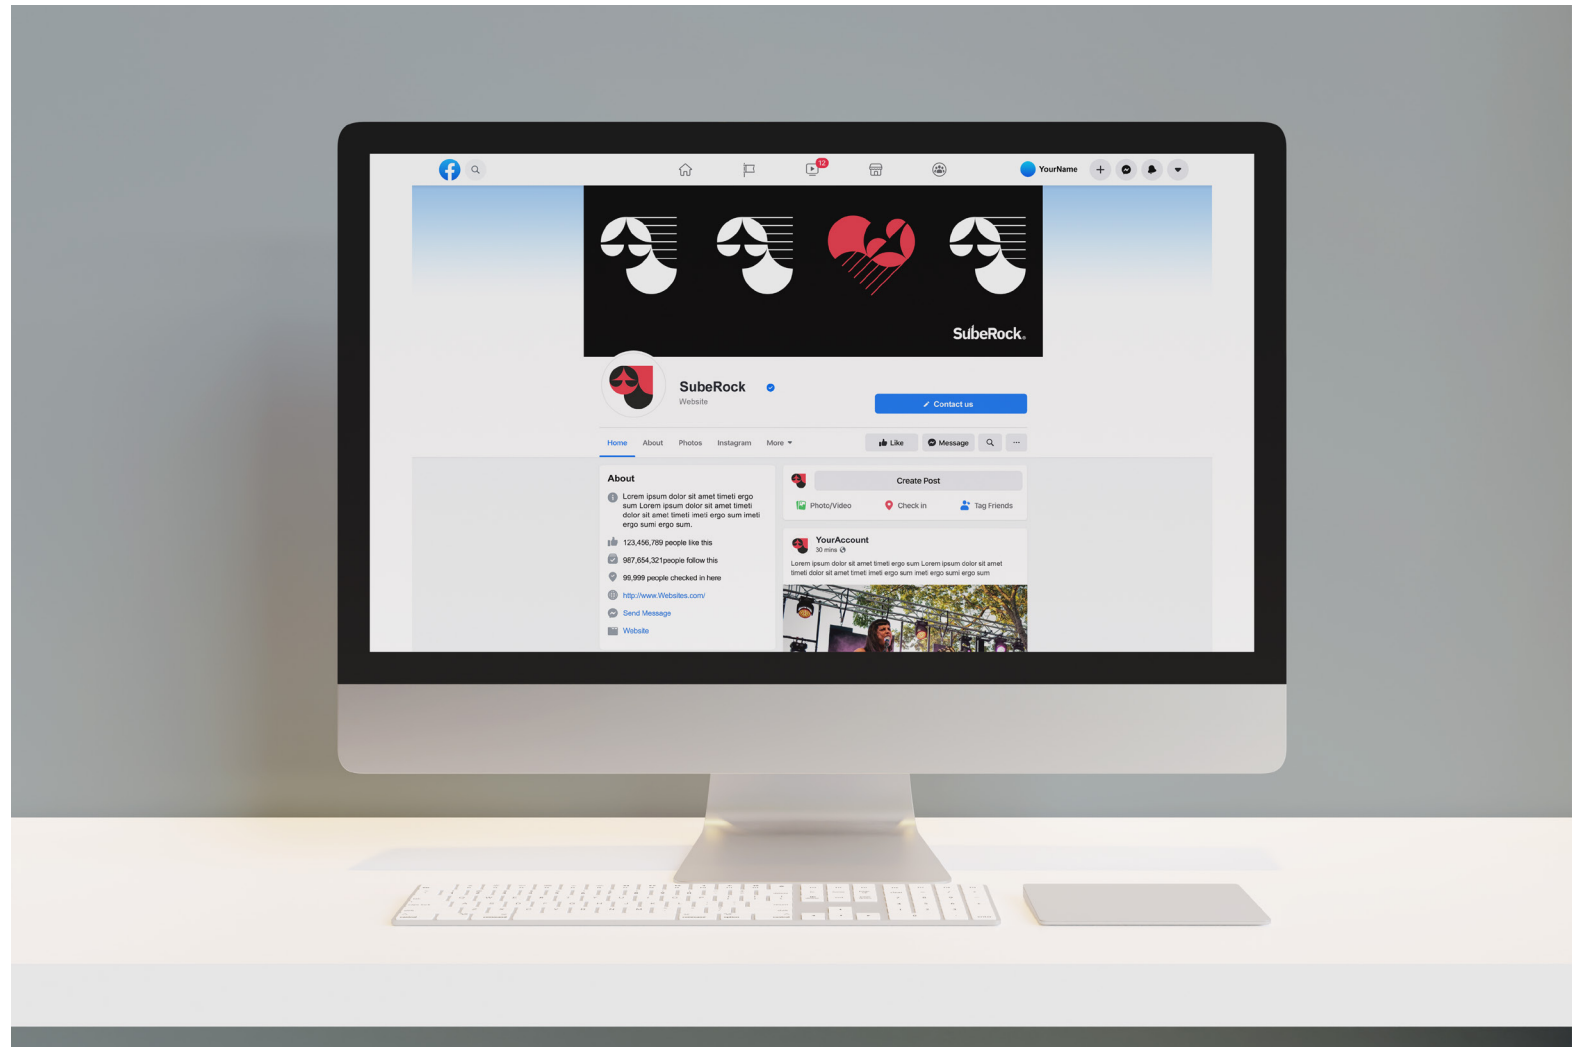 12
YourName
SubeRock®
SubeRock
Website
Contact us
Home About Photos Instagram More
Like Message
About
Lorem ipsum dolor sit amet timeti ergo
sum Lorem ipsum dolor sit amet timeti
dolor sit amet timeti imeti ergo sum imeti
ergo sumi ergo sum.
123,456,789 people like this
987,654,321people follow this
99,999 people checked in here
http://www.Websites.com/
Send Message
Website
Create Post
Photo/Video Check in Tag Friends
YourAccount
30 mins
Lorem ipsum dolor sit amet timeti ergo sum Lorem ipsum dolor sit amet
timeti dolor sit amet timeti imeti ergo sum imeti ergo sumi ergo sum